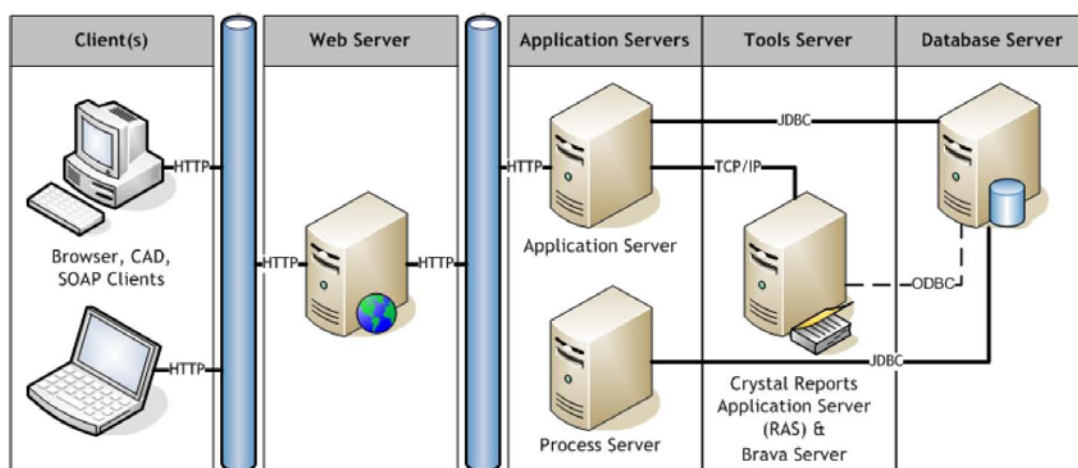 Client(s)
Web Server
Application Servers
Tools Server
Database Server
JDBC
HTTP
HTTP
TCP/IP
Browser, CAD,
SOAP Clients
Application Server
HTTP
HTTP
ODBC
HTTP
JDBC
Process Server
Crystal Reports
Application Server
(RAS) &
Brava Server